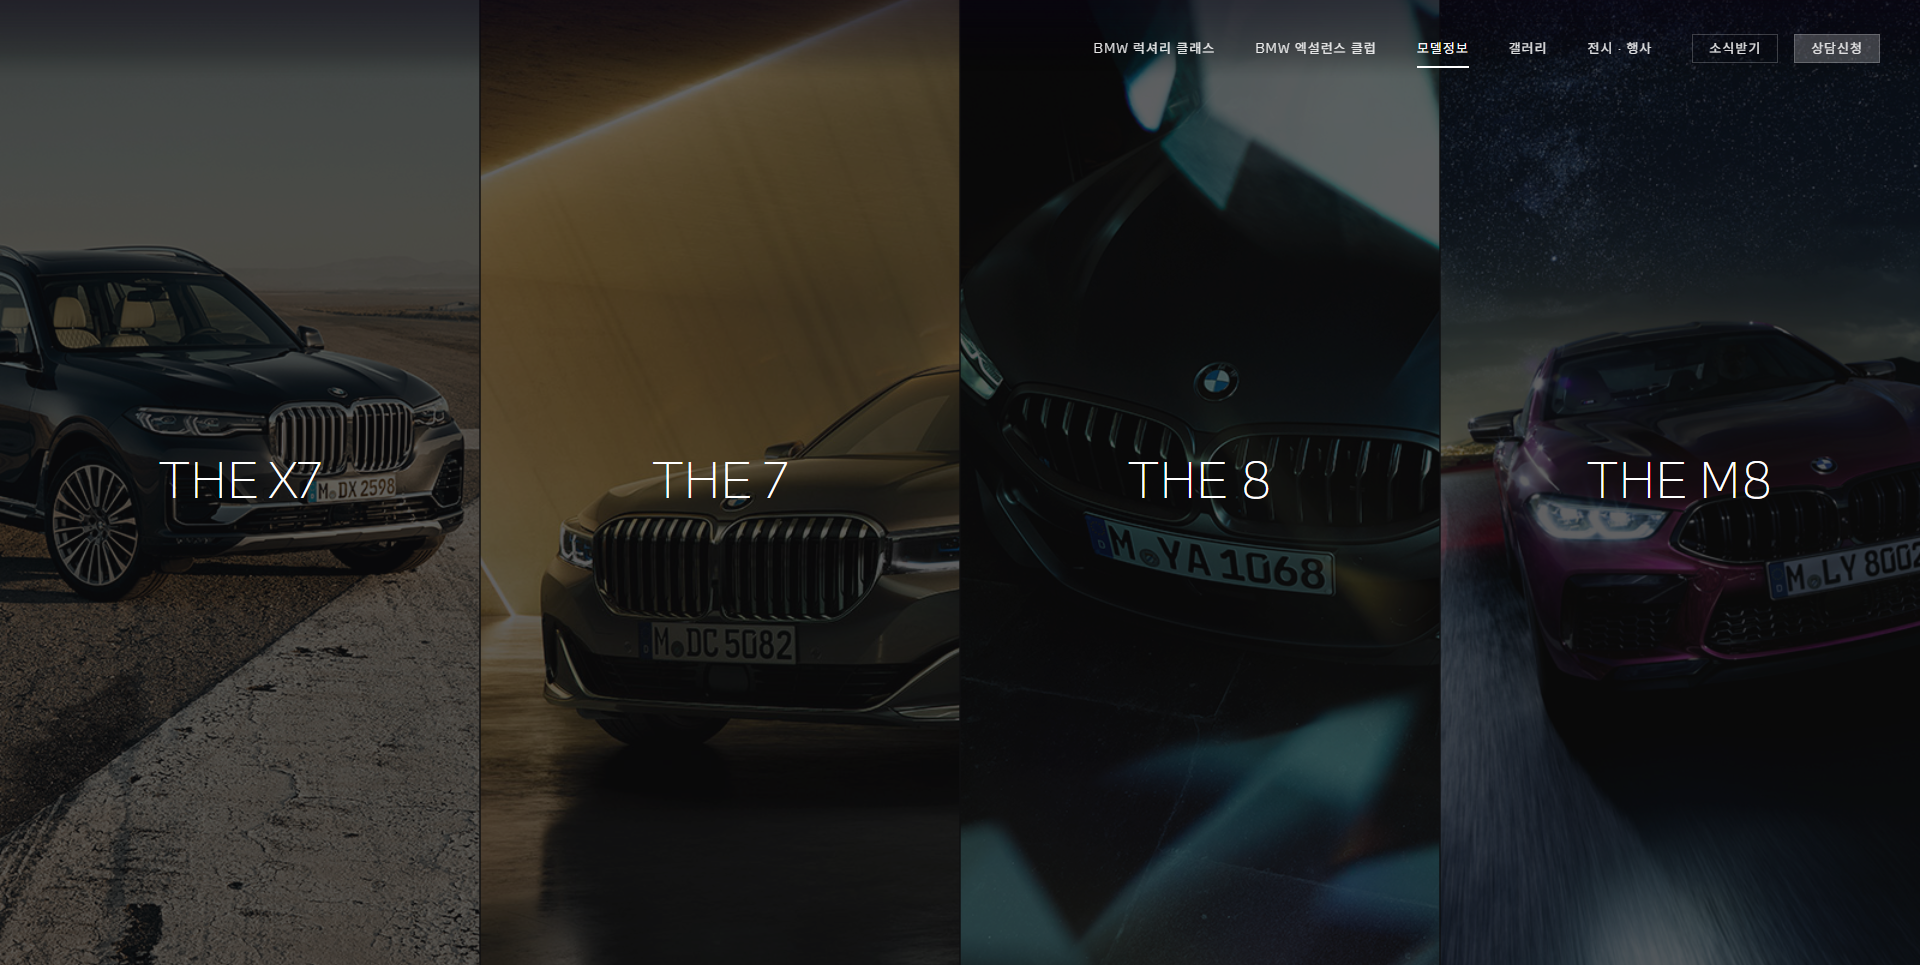 BMW 럭셔리 클래스 BMW 엑설런스 클럽 모델정보 갤러리 전시 · 행사 소식받기 상담신청
THE X7 THE 7 THE 8 THE M8
M DX 2598
M YA 1068
M LY 8002
M DC 5082